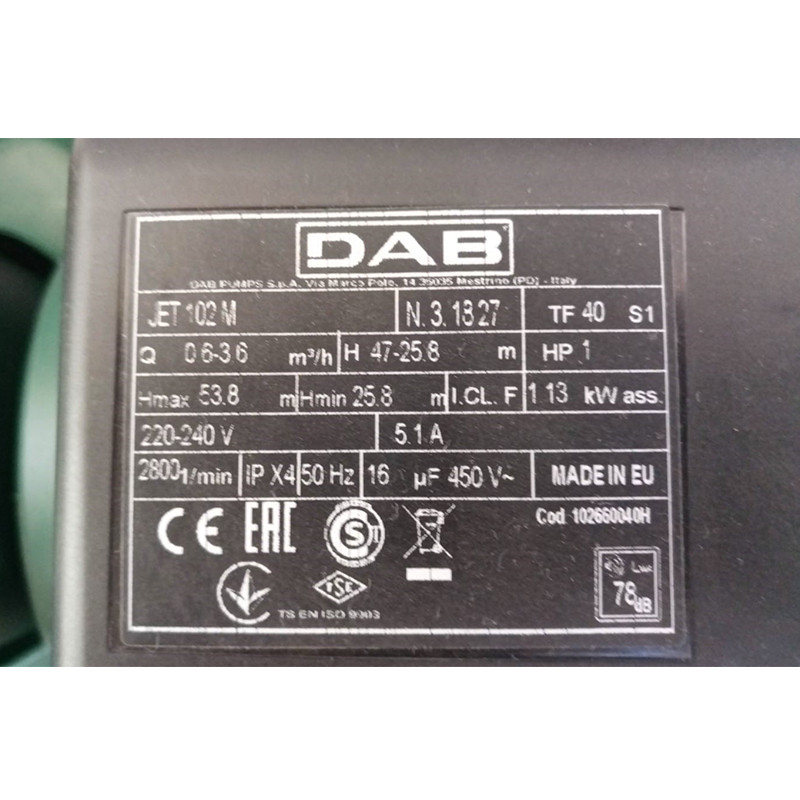 DAB
DAB PUMPS S.p.A. Via Marco Polo, 14 35035 Mestrino (PD) - Italy
JET 102 M N. 3.1827 TF 40 S1
Q 0.6-3.6 m³/h H 47-25.8 m HP 1
Hmax 53.8 m Hmin 25.8 m I.CL. F 1.13 kW ass.
220-240 V 5.1 A
2800 1/min IP X4 50 Hz 16 µF 450 V~ MADE IN EU
CE EAC S Cod. 102660040H
TSE Lwa
TS EN ISO 9903 78 dB